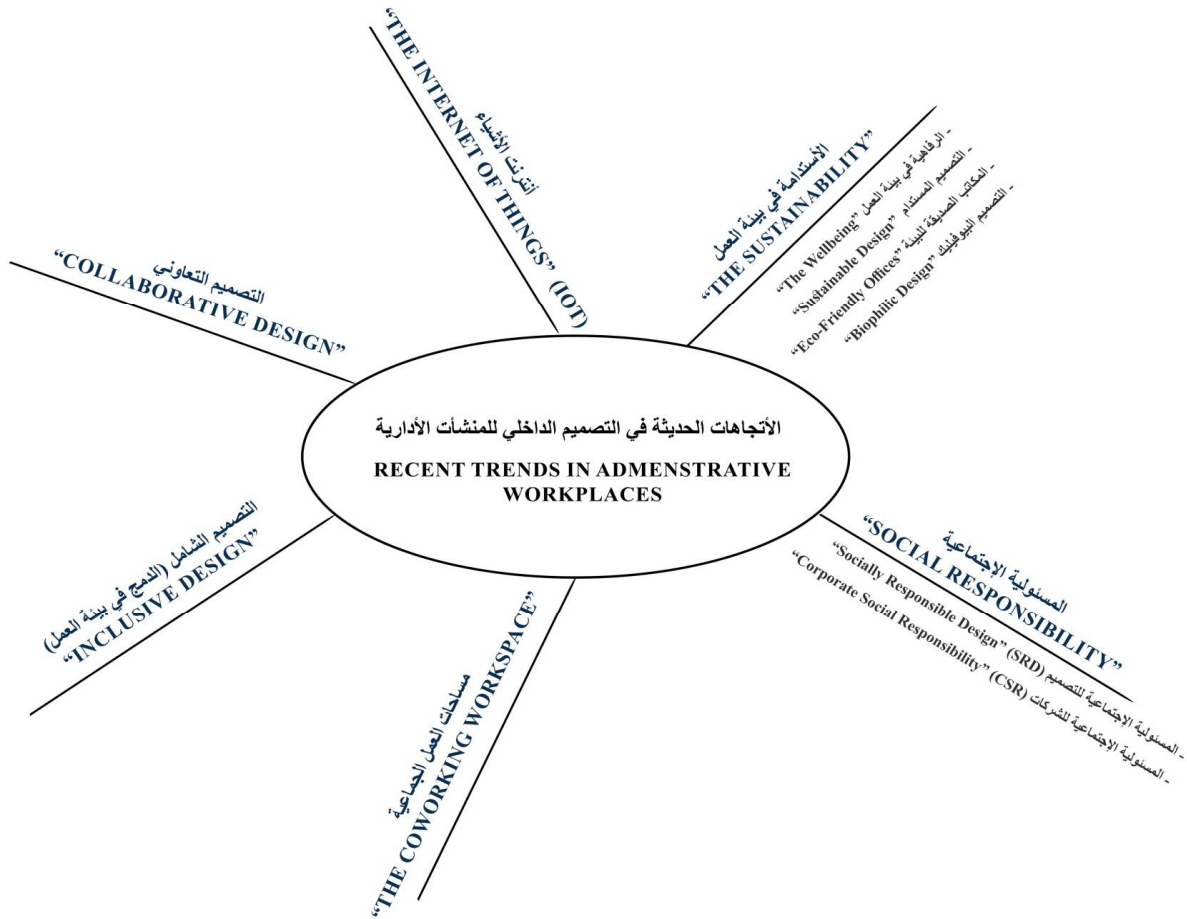 الأتجاهات الحديثة في التصميم الداخلي للمنشأت الأدارية
RECENT TRENDS IN ADMENSTRATIVE
WORKPLACES
أنترنت الأشياء
“THE INTERNET OF THINGS” (IOT)
الأستدامة في بيئة العمل
“THE SUSTAINABILITY”
- الرفاهية في بيئة العمل “The Wellbeing”
- التصميم المستدام “Sustainable Design”
- المكاتب الصديقة للبيئة “Eco-Friendly Offices”
- التصميم البيوفيليك “Biophilic Design”
المسئولية الإجتماعية
“SOCIAL RESPONSIBILITY”
- المسئولية الإجتماعية للتصميم “Socially Responsible Design” (SRD)
- المسئولية الإجتماعية للشركات “Corporate Social Responsibility” (CSR)
مساحات العمل الجماعية
“THE COWORKING WORKSPACE”
التصميم الشامل (الدمج في بيئة العمل)
“INCLUSIVE DESIGN”
التصميم التعاوني
“COLLABORATIVE DESIGN”